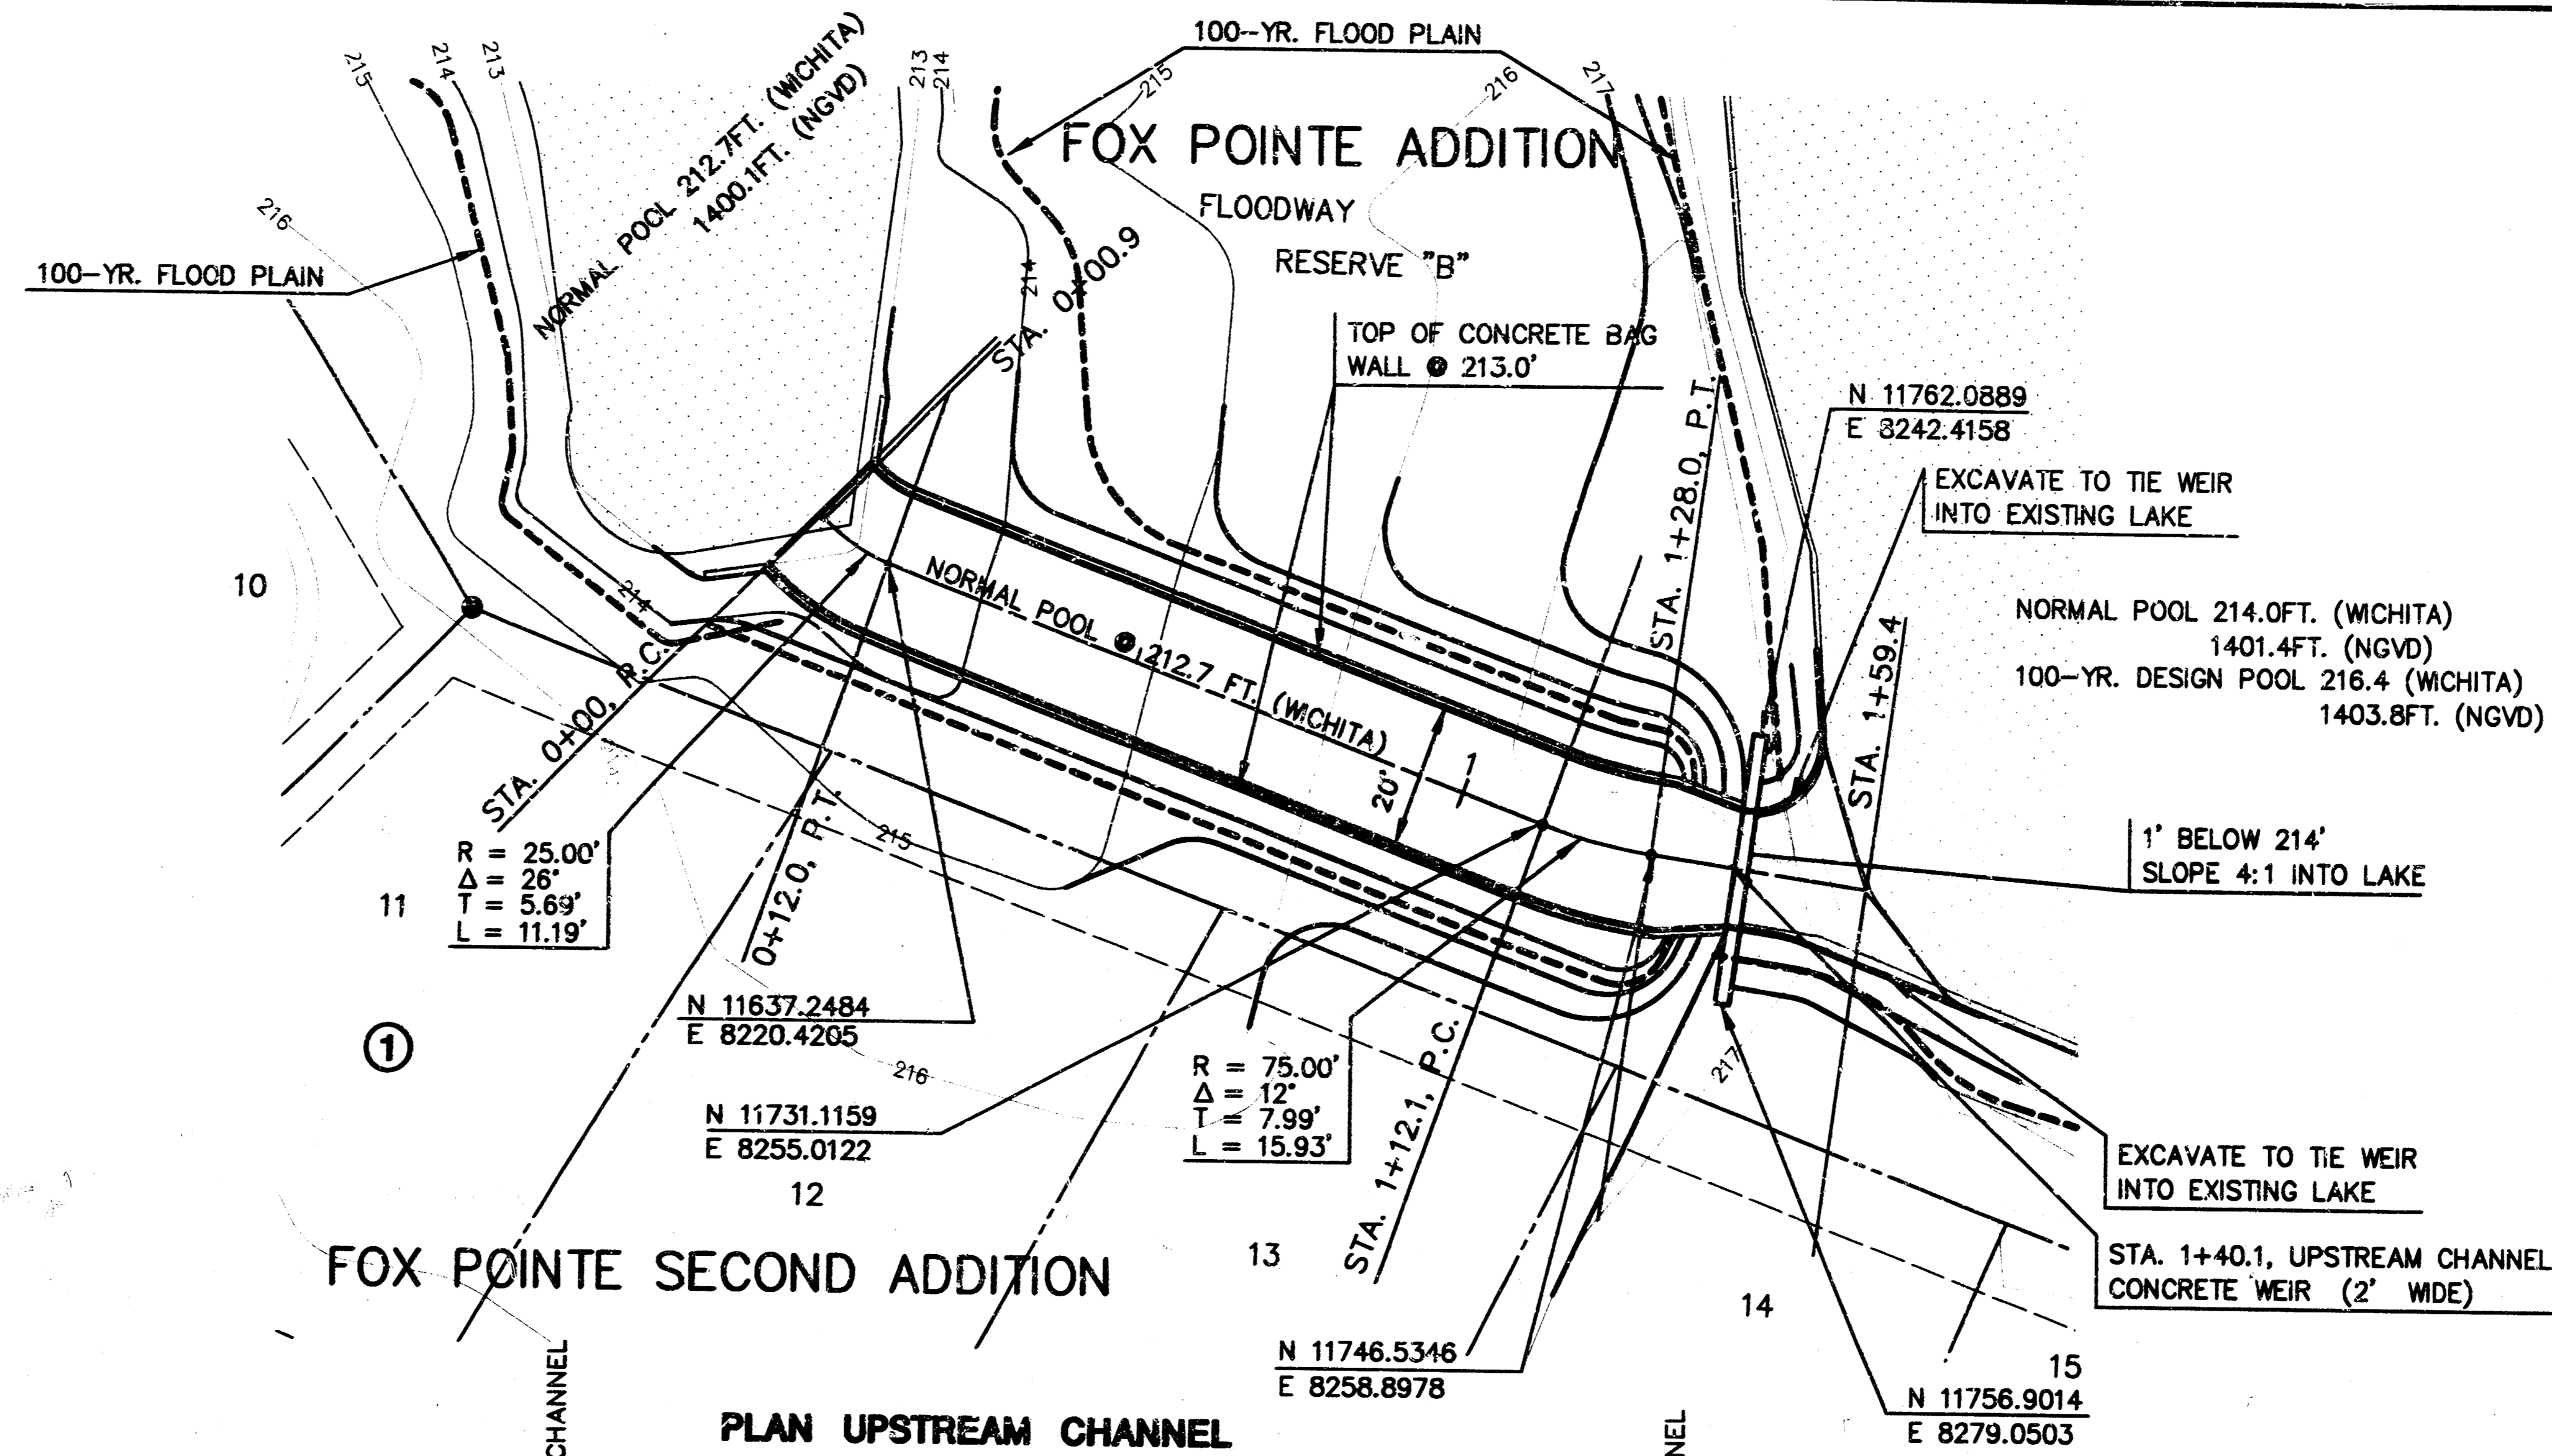 100-YR. FLOOD PLAIN
215
214
213
213
214
215
216
217
NORMAL POOL 212.7FT. (WICHITA)
1400.1FT. (NGVD)
FOX POINTE ADDITION
FLOODWAY
RESERVE "B"
216
100-YR. FLOOD PLAIN
214
STA. 0+00.9
TOP OF CONCRETE BAG
WALL @ 213.0'
STA. 1+28.0, P.T.
N 11762.0889
E 8242.4158
EXCAVATE TO TIE WEIR
INTO EXISTING LAKE
10
214
NORMAL POOL @ 212.7 FT. (WICHITA)
NORMAL POOL 214.0FT. (WICHITA)
1401.4FT. (NGVD)
100-YR. DESIGN POOL 216.4 (WICHITA)
1403.8FT. (NGVD)
STA. 1+59.4
STA. 0+00, P.C.
20'
1
R = 25.00'
Δ = 26°
T = 5.69'
L = 11.19'
0+12.0, P.T.
215
1' BELOW 214'
SLOPE 4:1 INTO LAKE
11
N 11637.2484
E 8220.4205
1
216
217
R = 75.00'
Δ = 12°
T = 7.99'
L = 15.93'
STA. 1+12.1, P.C.
N 11731.1159
E 8255.0122
12
EXCAVATE TO TIE WEIR
INTO EXISTING LAKE
FOX POINTE SECOND ADDITION
13
14
STA. 1+40.1, UPSTREAM CHANNEL
CONCRETE WEIR (2' WIDE)
N 11746.5346
E 8258.8978
15
N 11756.9014
E 8279.0503
CHANNEL
PLAN UPSTREAM CHANNEL
NEL